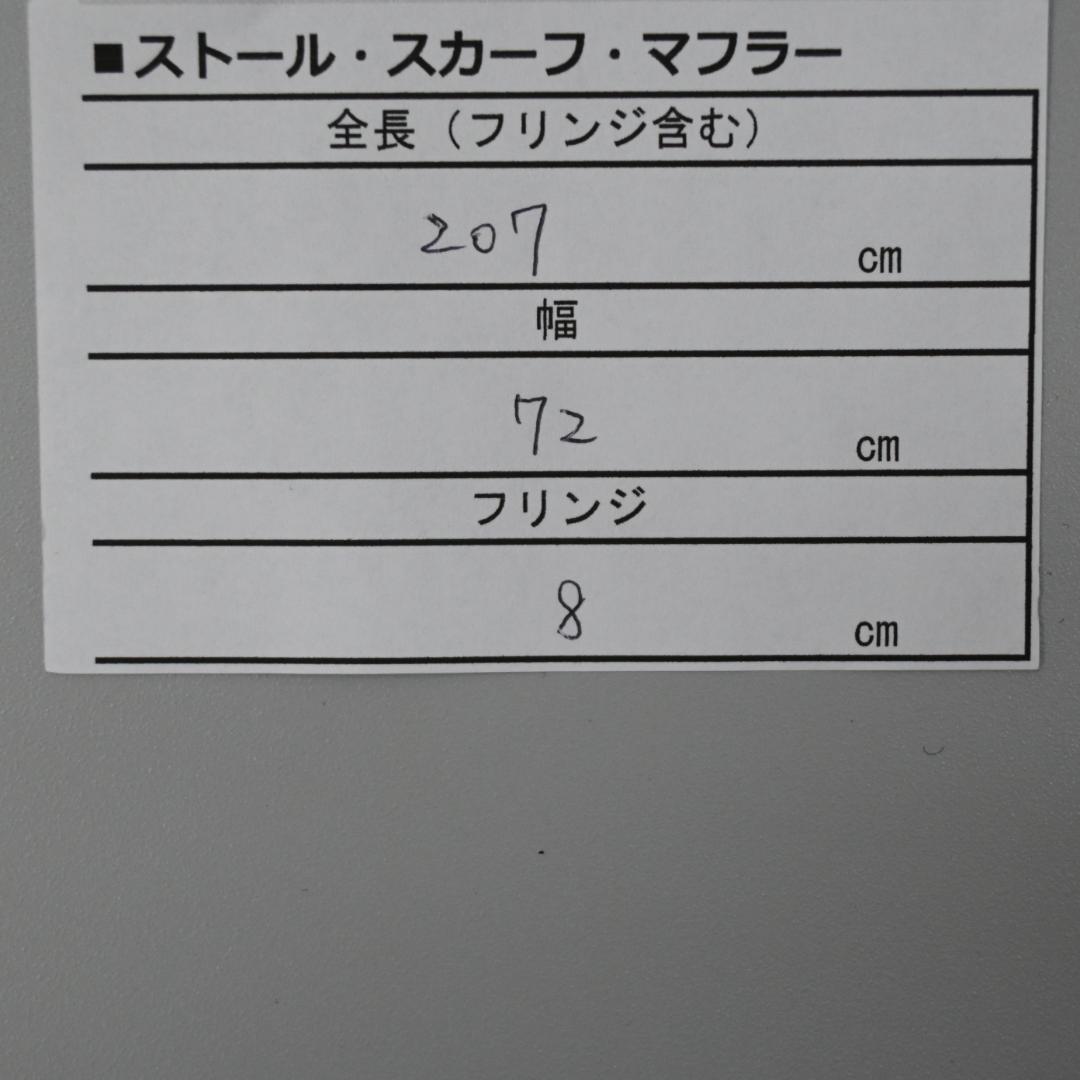 ■ストール・スカーフ・マフラー
全長（フリンジ含む）
207 cm
幅
72 cm
フリンジ
8 cm